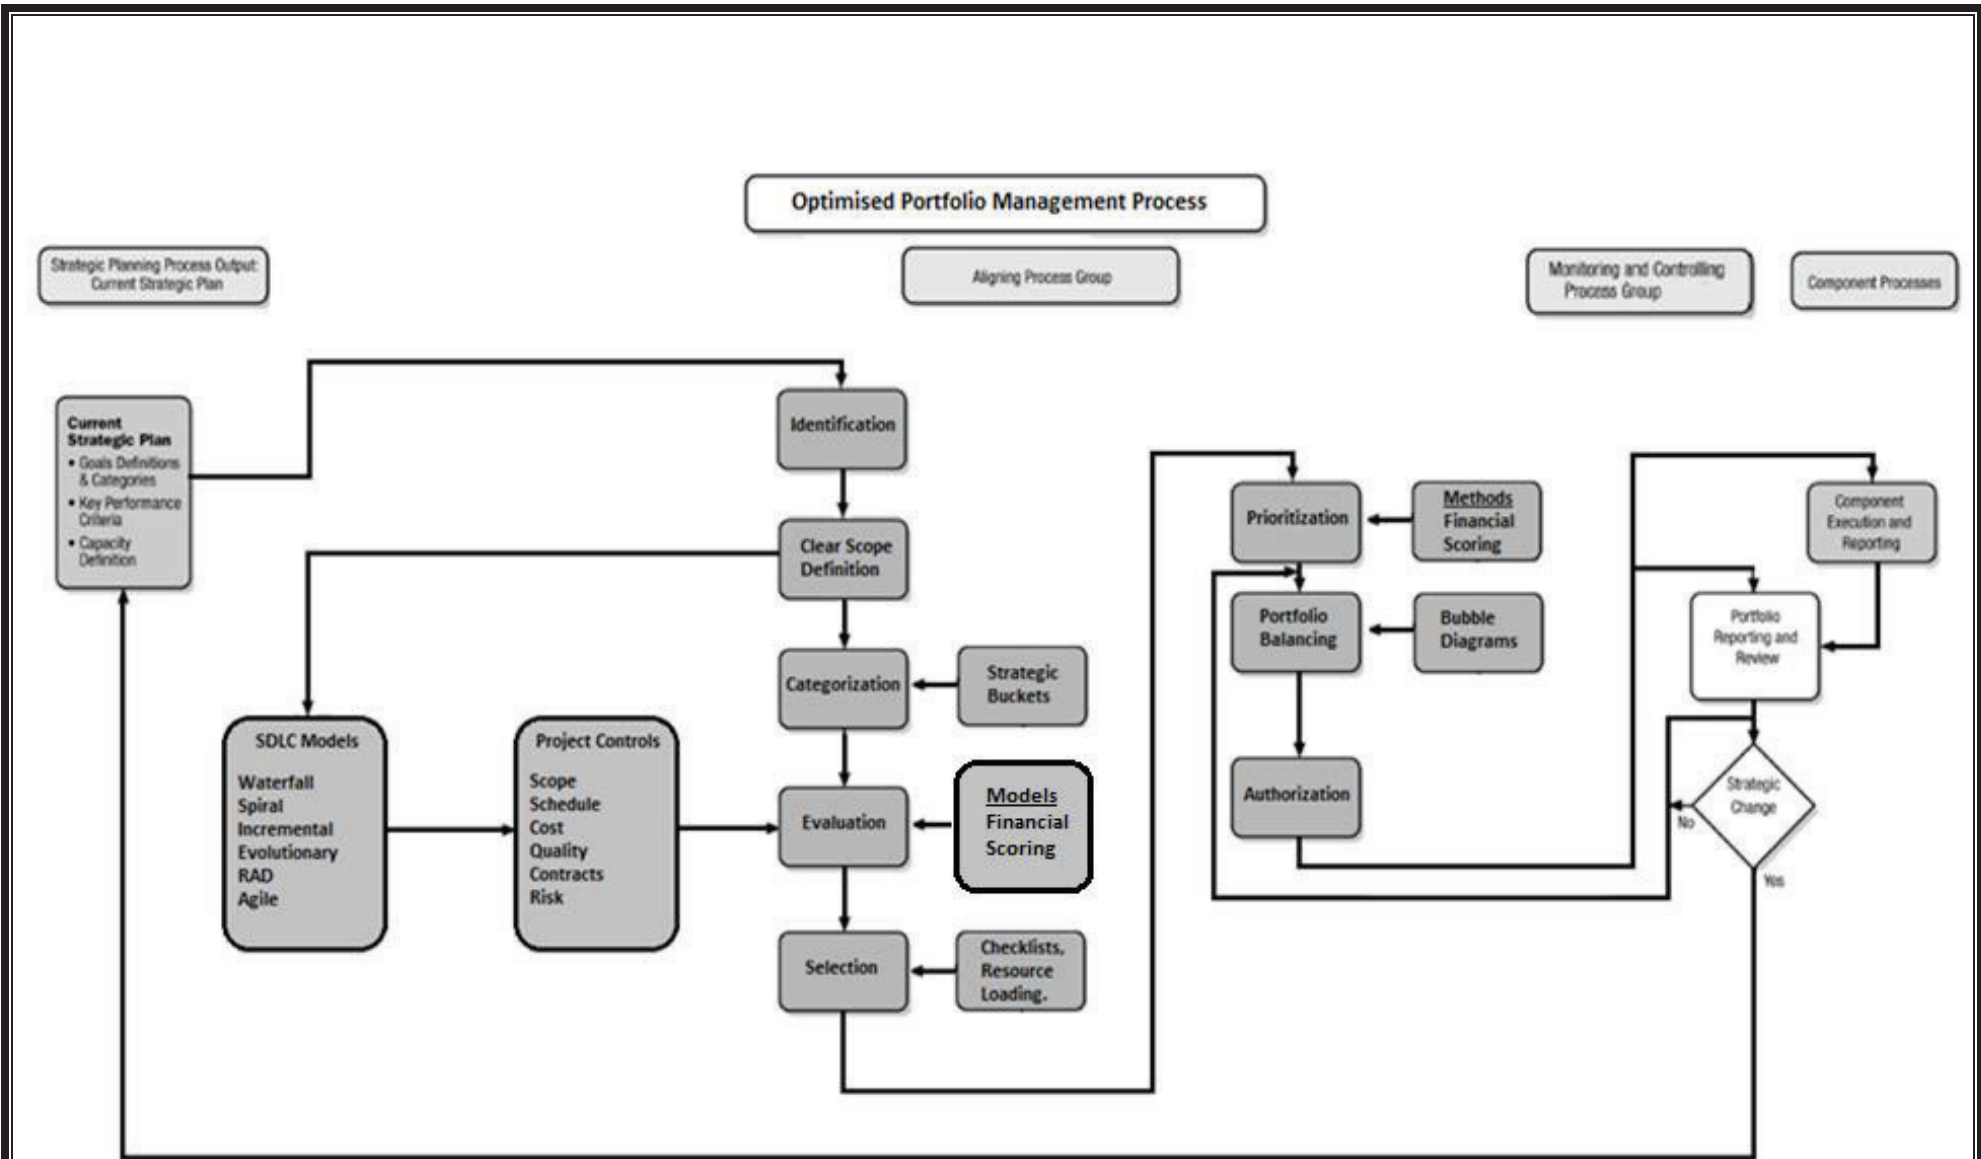 Optimised Portfolio Management Process
Strategic Planning Process Output:
Current Strategic Plan
Aligning Process Group
Monitoring and Controlling
Process Group
Component Processes
Current
Strategic Plan
• Goals Definitions
& Categories
• Key Performance
Criteria
• Capacity
Definition
Identification
Clear Scope
Definition
Categorization
Strategic
Buckets
SDLC Models
Waterfall
Spiral
Incremental
Evolutionary
RAD
Agile
Project Controls
Scope
Schedule
Cost
Quality
Contracts
Risk
Evaluation
Models
Financial
Scoring
Selection
Checklists,
Resource
Loading.
Prioritization
Methods
Financial
Scoring
Portfolio
Balancing
Bubble
Diagrams
Authorization
Component
Execution and
Reporting
Portfolio
Reporting and
Review
Strategic
Change
No
Yes